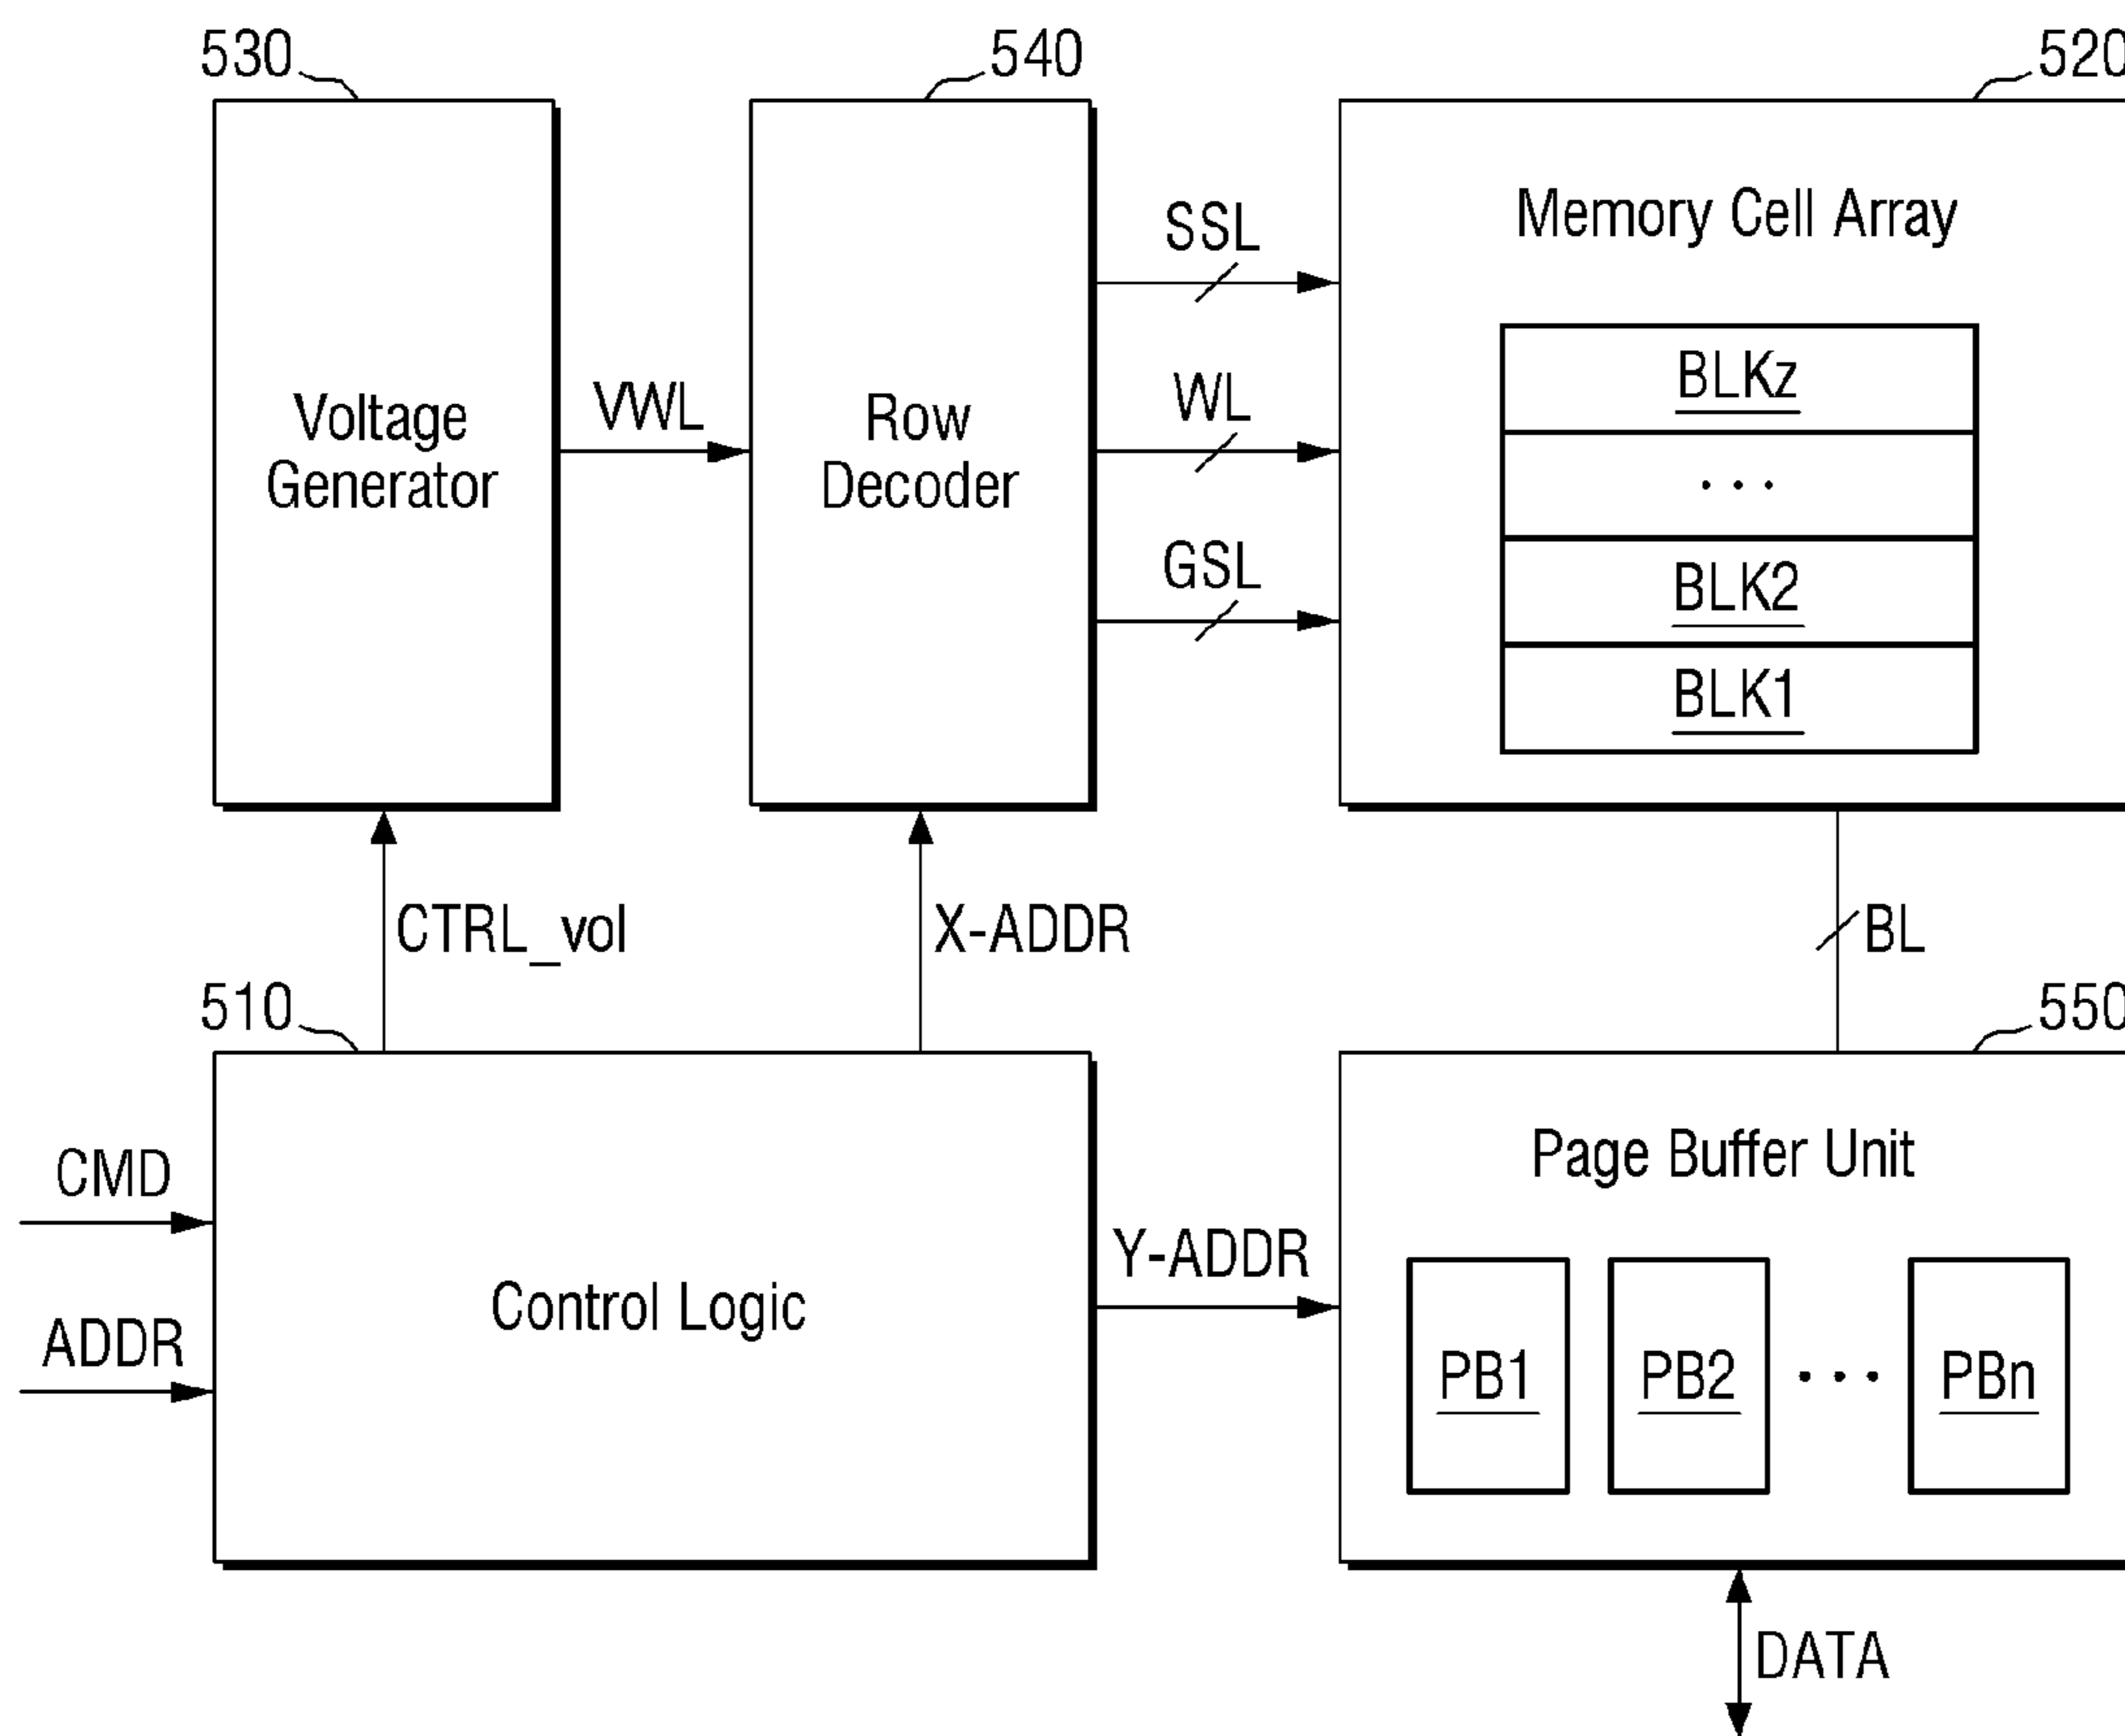 530
540
520
Voltage
Generator
VWL
Row
Decoder
SSL
WL
GSL
Memory Cell Array
BLKz
...
BLK2
BLK1
CTRL_vol
X-ADDR
BL
510
550
CMD
ADDR
Control Logic
Y-ADDR
Page Buffer Unit
PB1 PB2 ... PBn
DATA